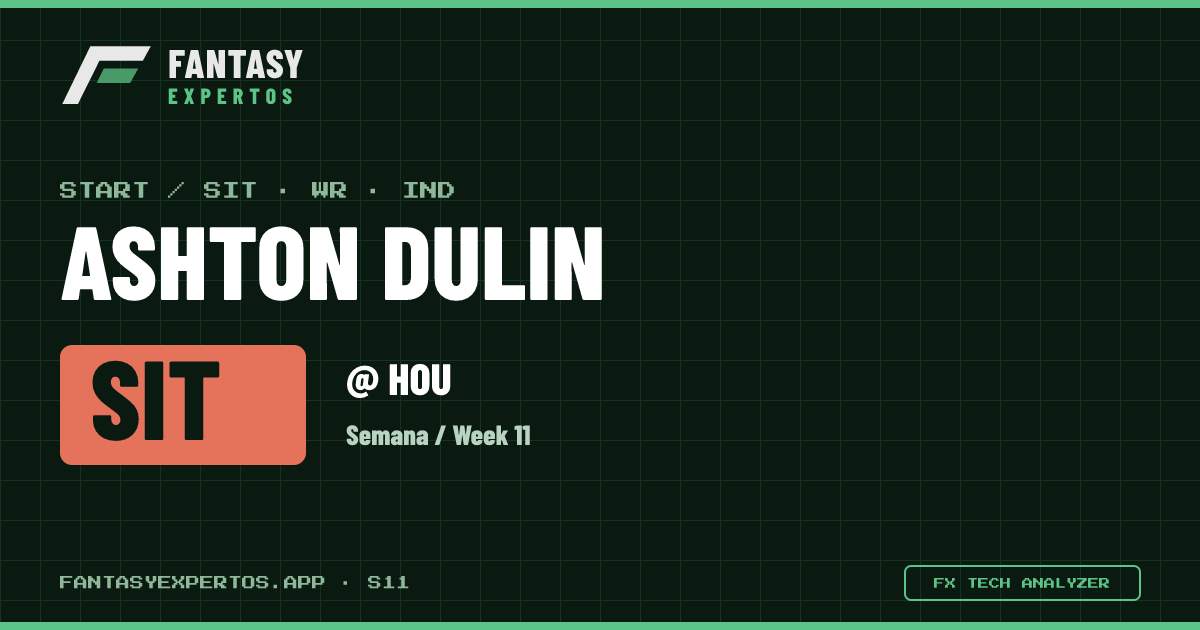 FANTASY
EXPERTOS
START / SIT · WR · IND
ASHTON DULIN
SIT
@ HOU
Semana / Week 11
FANTASYEXPERTOS.APP · S11
FX TECH ANALYZER